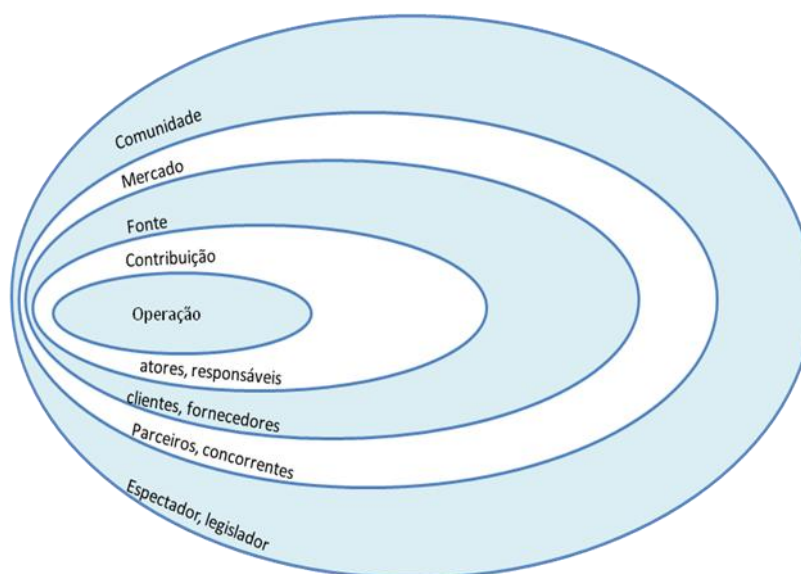 Comunidade
Mercado
Fonte
Contribuição
Operação
atores, responsáveis
clientes, fornecedores
Parceiros, concorrentes
Espectador, legislador